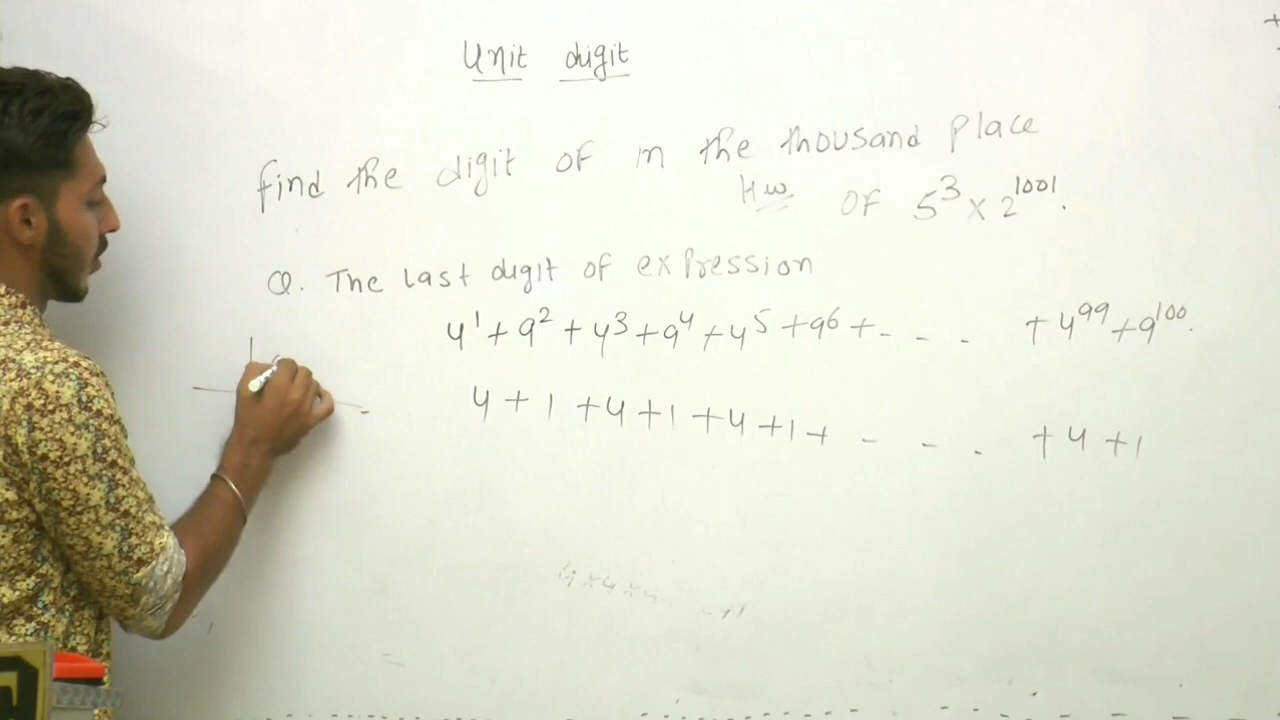 Unit digit
find the digit of in the thousand place
H.W of 5³ × 2¹⁰⁰¹.
Q. The last digit of expression
4¹ + 9² + 4³ + 9⁴ + 4⁵ + 9⁶ + - - - + 4⁹⁹ + 9¹⁰⁰.
4 + 1 + 4 + 1 + 4 + 1 + - - . + 4 + 1